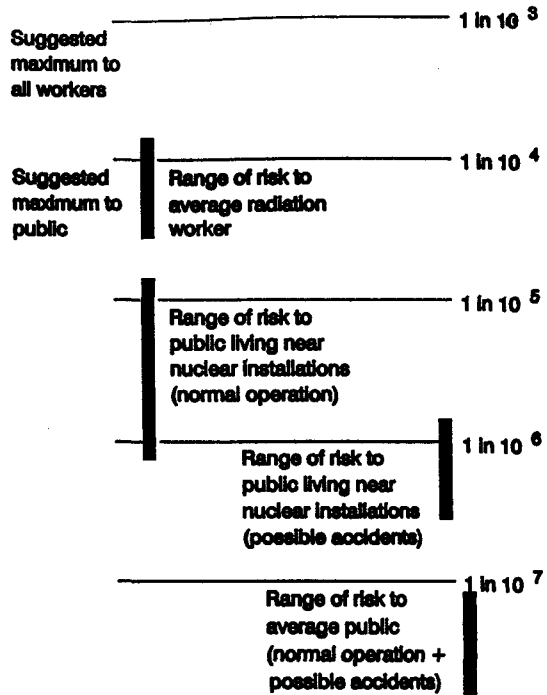 1 in 10 3
Suggested
maximum to
all workers
1 in 10 4
Suggested
maximum to
public
Range of risk to
average radiation
worker
1 in 10 5
Range of risk to
public living near
nuclear installations
(normal operation)
1 in 10 6
Range of risk to
public living near
nuclear installations
(possible accidents)
1 in 10 7
Range of risk to
average public
(normal operation +
possible accidents)